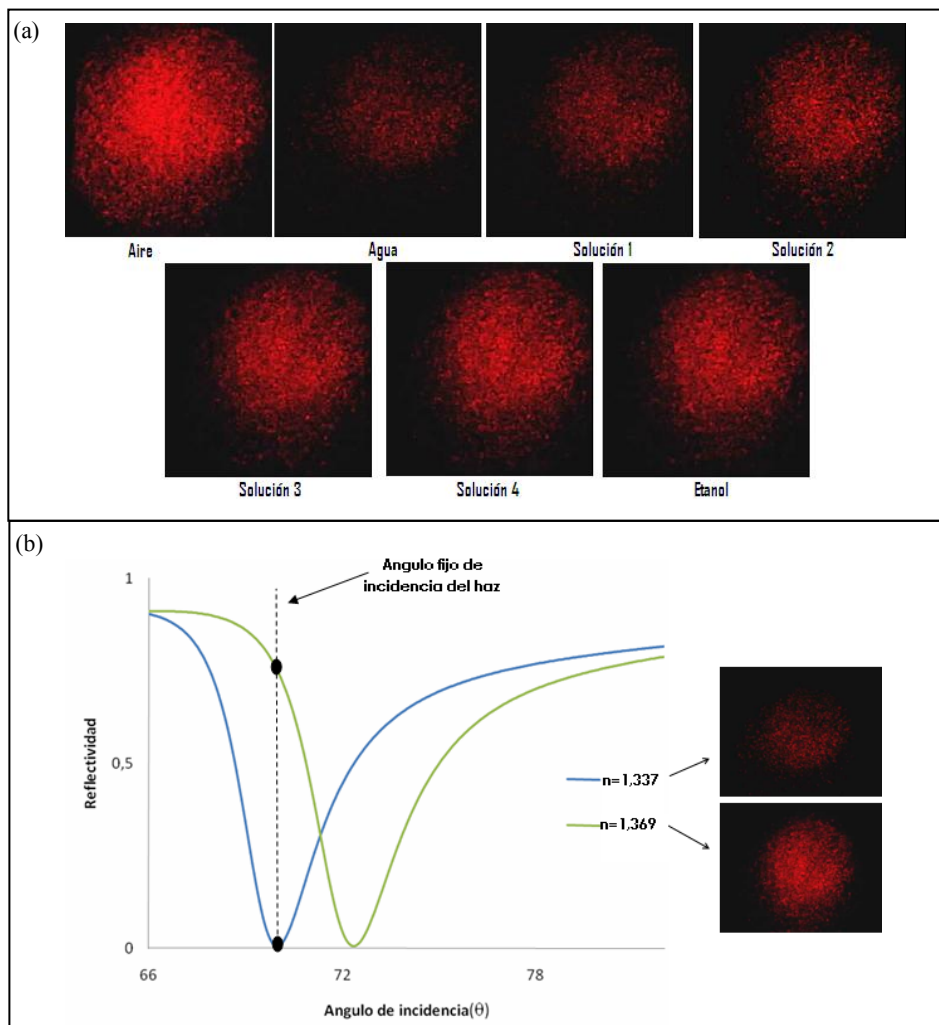 (a)
Aire
Agua
Solución 1
Solución 2
Solución 3
Solución 4
Etanol
(b)
Angulo fijo de
incidencia del haz
1
0,5
0
Reflectividad
66
72
78
Angulo de incidencia(θ)
n=1,337
n=1,369